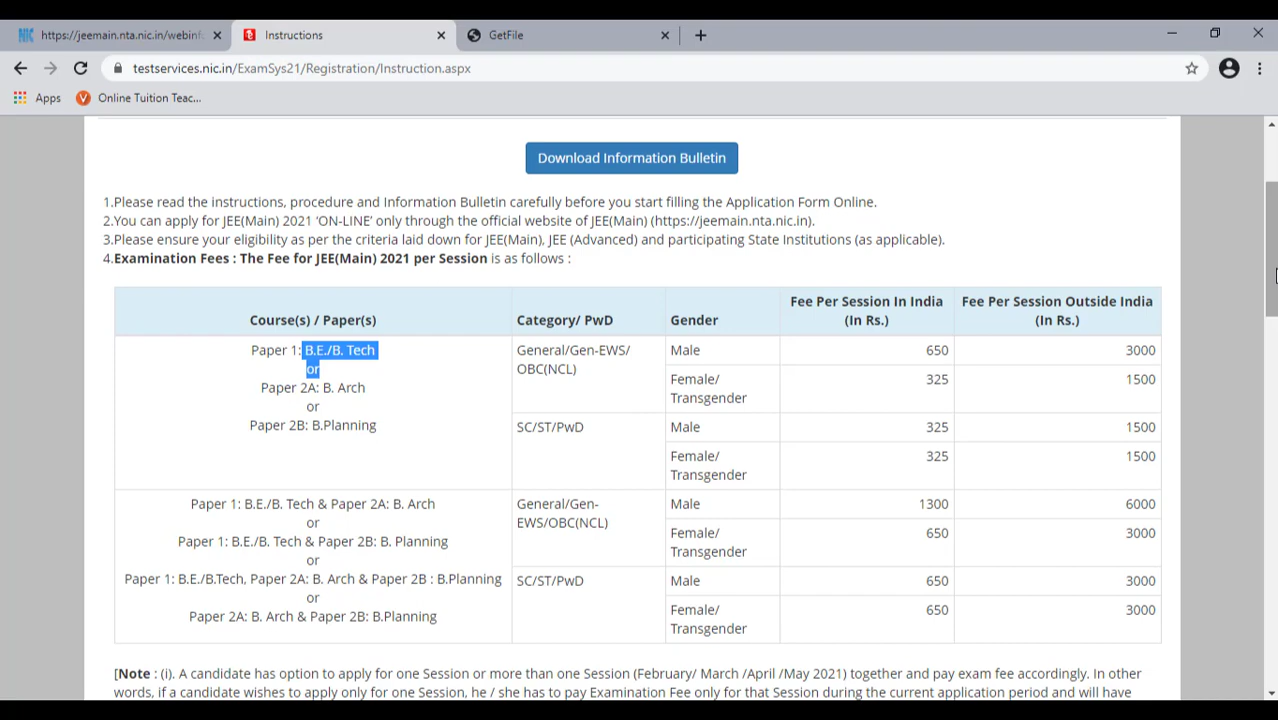 https://jeemain.nta.nic.in/webinfo
Instructions
GetFile
testservices.nic.in/ExamSys21/Registration/Instruction.aspx
Apps
Online Tuition Teac...
Download Information Bulletin
1.Please read the instructions, procedure and Information Bulletin carefully before you start filling the Application Form Online.
2.You can apply for JEE(Main) 2021 ‘ON-LINE’ only through the official website of JEE(Main) (https://jeemain.nta.nic.in).
3.Please ensure your eligibility as per the criteria laid down for JEE(Main), JEE (Advanced) and participating State Institutions (as applicable).
4.Examination Fees : The Fee for JEE(Main) 2021 per Session is as follows :
Course(s) / Paper(s)
Category/ PwD
Gender
Fee Per Session In India
(In Rs.)
Fee Per Session Outside India
(In Rs.)
Paper 1: B.E./B. Tech
or
Paper 2A: B. Arch
or
Paper 2B: B.Planning
General/Gen-EWS/
OBC(NCL)
Male
650
3000
Female/
Transgender
325
1500
SC/ST/PwD
Male
325
1500
Female/
Transgender
325
1500
Paper 1: B.E./B. Tech & Paper 2A: B. Arch
or
Paper 1: B.E./B. Tech & Paper 2B: B. Planning
or
Paper 1: B.E./B.Tech, Paper 2A: B. Arch & Paper 2B : B.Planning
or
Paper 2A: B. Arch & Paper 2B: B.Planning
General/Gen-
EWS/OBC(NCL)
Male
1300
6000
Female/
Transgender
650
3000
SC/ST/PwD
Male
650
3000
Female/
Transgender
650
3000
[Note : (i). A candidate has option to apply for one Session or more than one Session (February/ March /April /May 2021) together and pay exam fee accordingly. In other
words, if a candidate wishes to apply only for one Session, he / she has to pay Examination Fee only for that Session during the current application period and will have